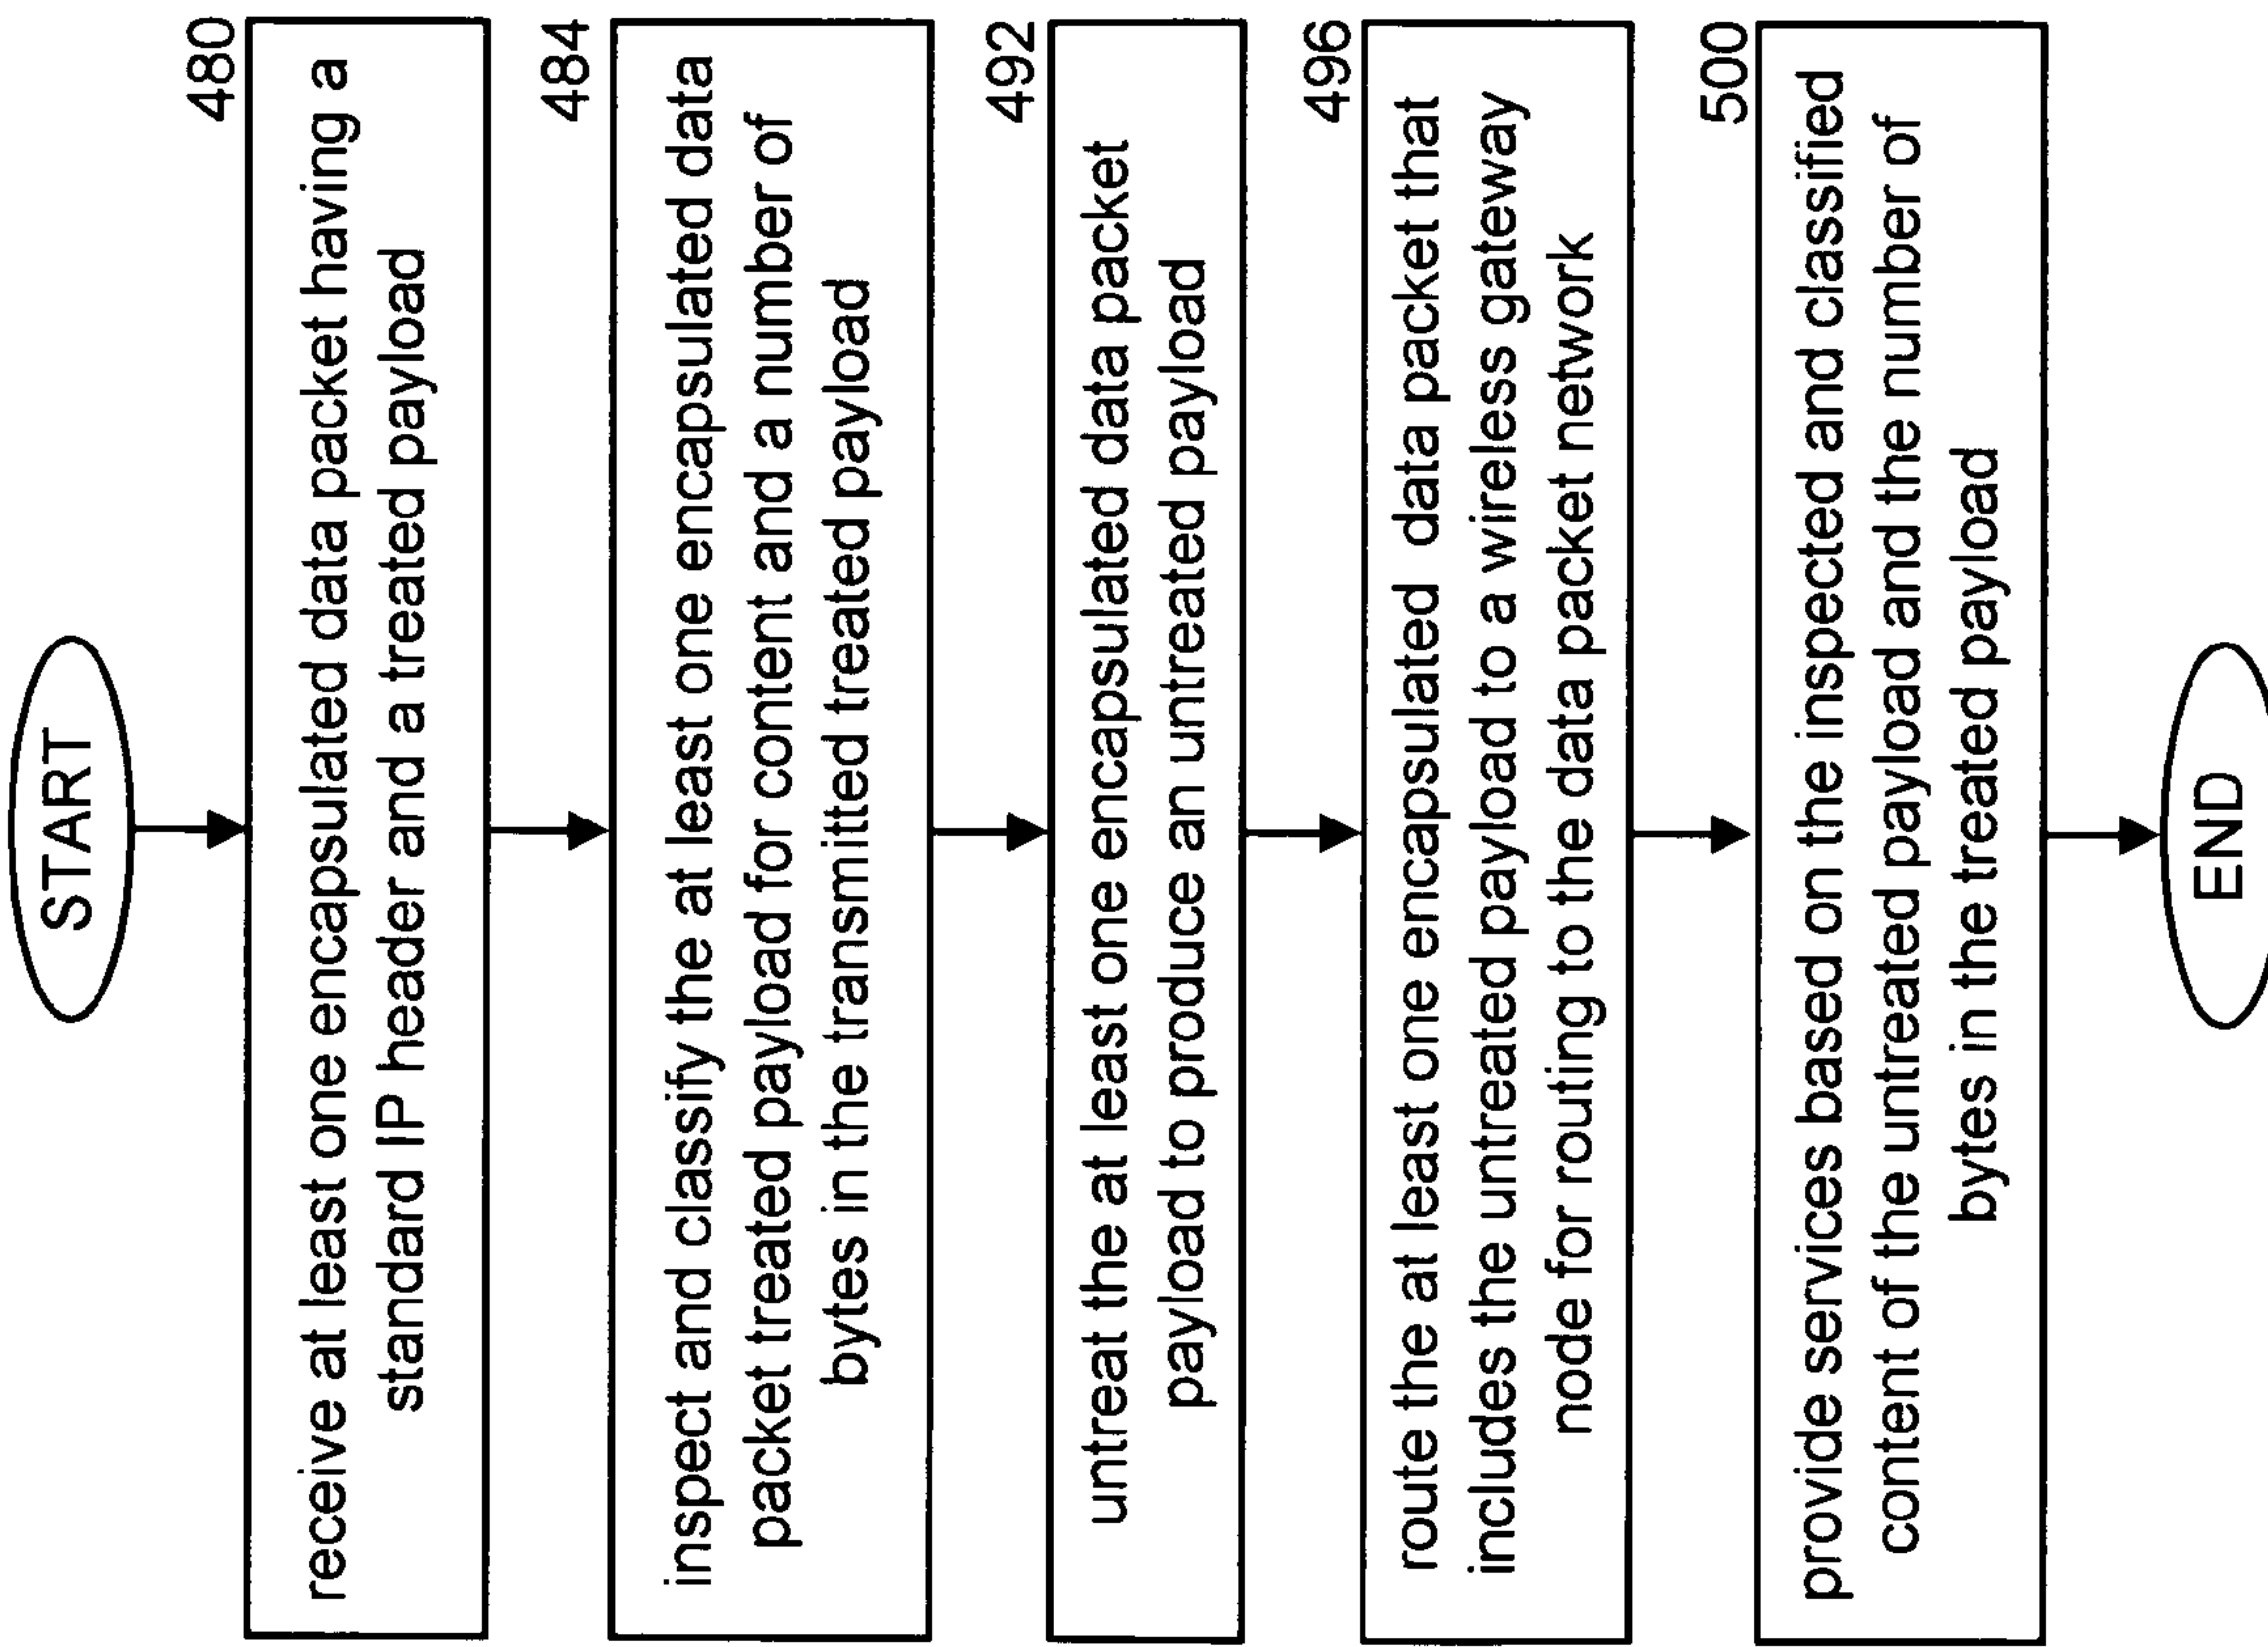 START
480
receive at least one encapsulated data packet having a
standard IP header and a treated payload
484
inspect and classify the at least one encapsulated data
packet treated payload for content and a number of
bytes in the transmitted treated payload
492
untreat the at least one encapsulated data packet
payload to produce an untreated payload
496
route the at least one encapsulated data packet that
includes the untreated payload to a wireless gateway
node for routing to the data packet network
500
provide services based on the inspected and classified
content of the untreated payload and the number of
bytes in the treated payload
END